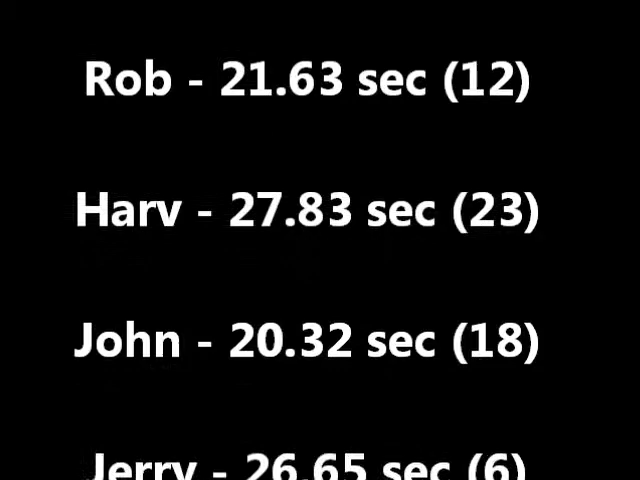 Rob - 21.63 sec (12)
Harv - 27.83 sec (23)
John - 20.32 sec (18)
Jerry - 26.65 sec (6)